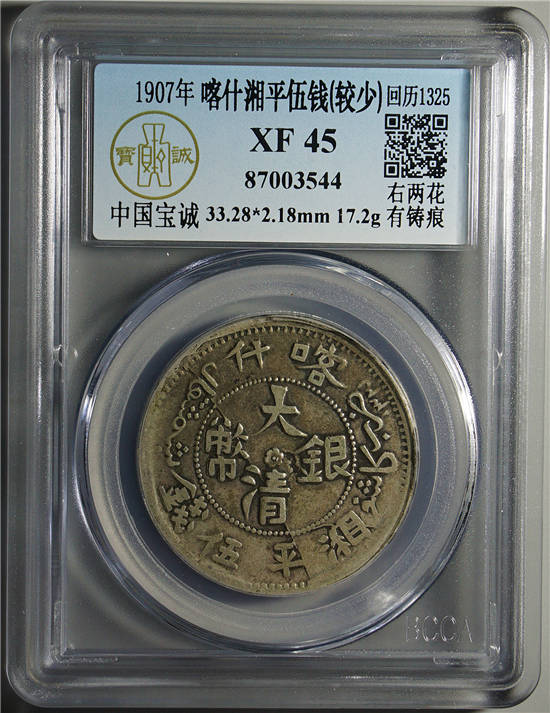 1907年 喀什湘平伍钱(较少) 回历1325
XF 45
寶 誠
87003544
右两花
中国宝诚 33.28*2.18mm 17.2g 有铸痕
喀什
大清
銀幣
湘平伍錢